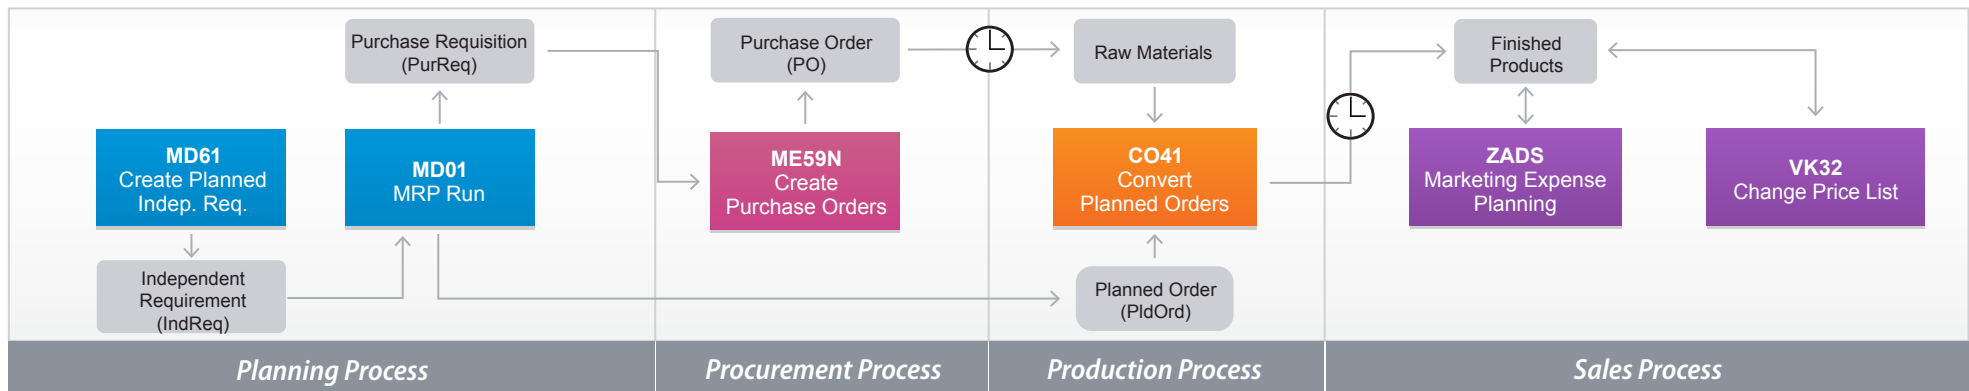 Purchase Requisition
(PurReq)
MD61
Create Planned
Indep. Req.
MD01
MRP Run
Independent
Requirement
(IndReq)
Planning Process
Purchase Order
(PO)
ME59N
Create
Purchase Orders
Procurement Process
Raw Materials
CO41
Convert
Planned Orders
Planned Order
(PldOrd)
Production Process
Finished
Products
ZADS
Marketing Expense
Planning
VK32
Change Price List
Sales Process